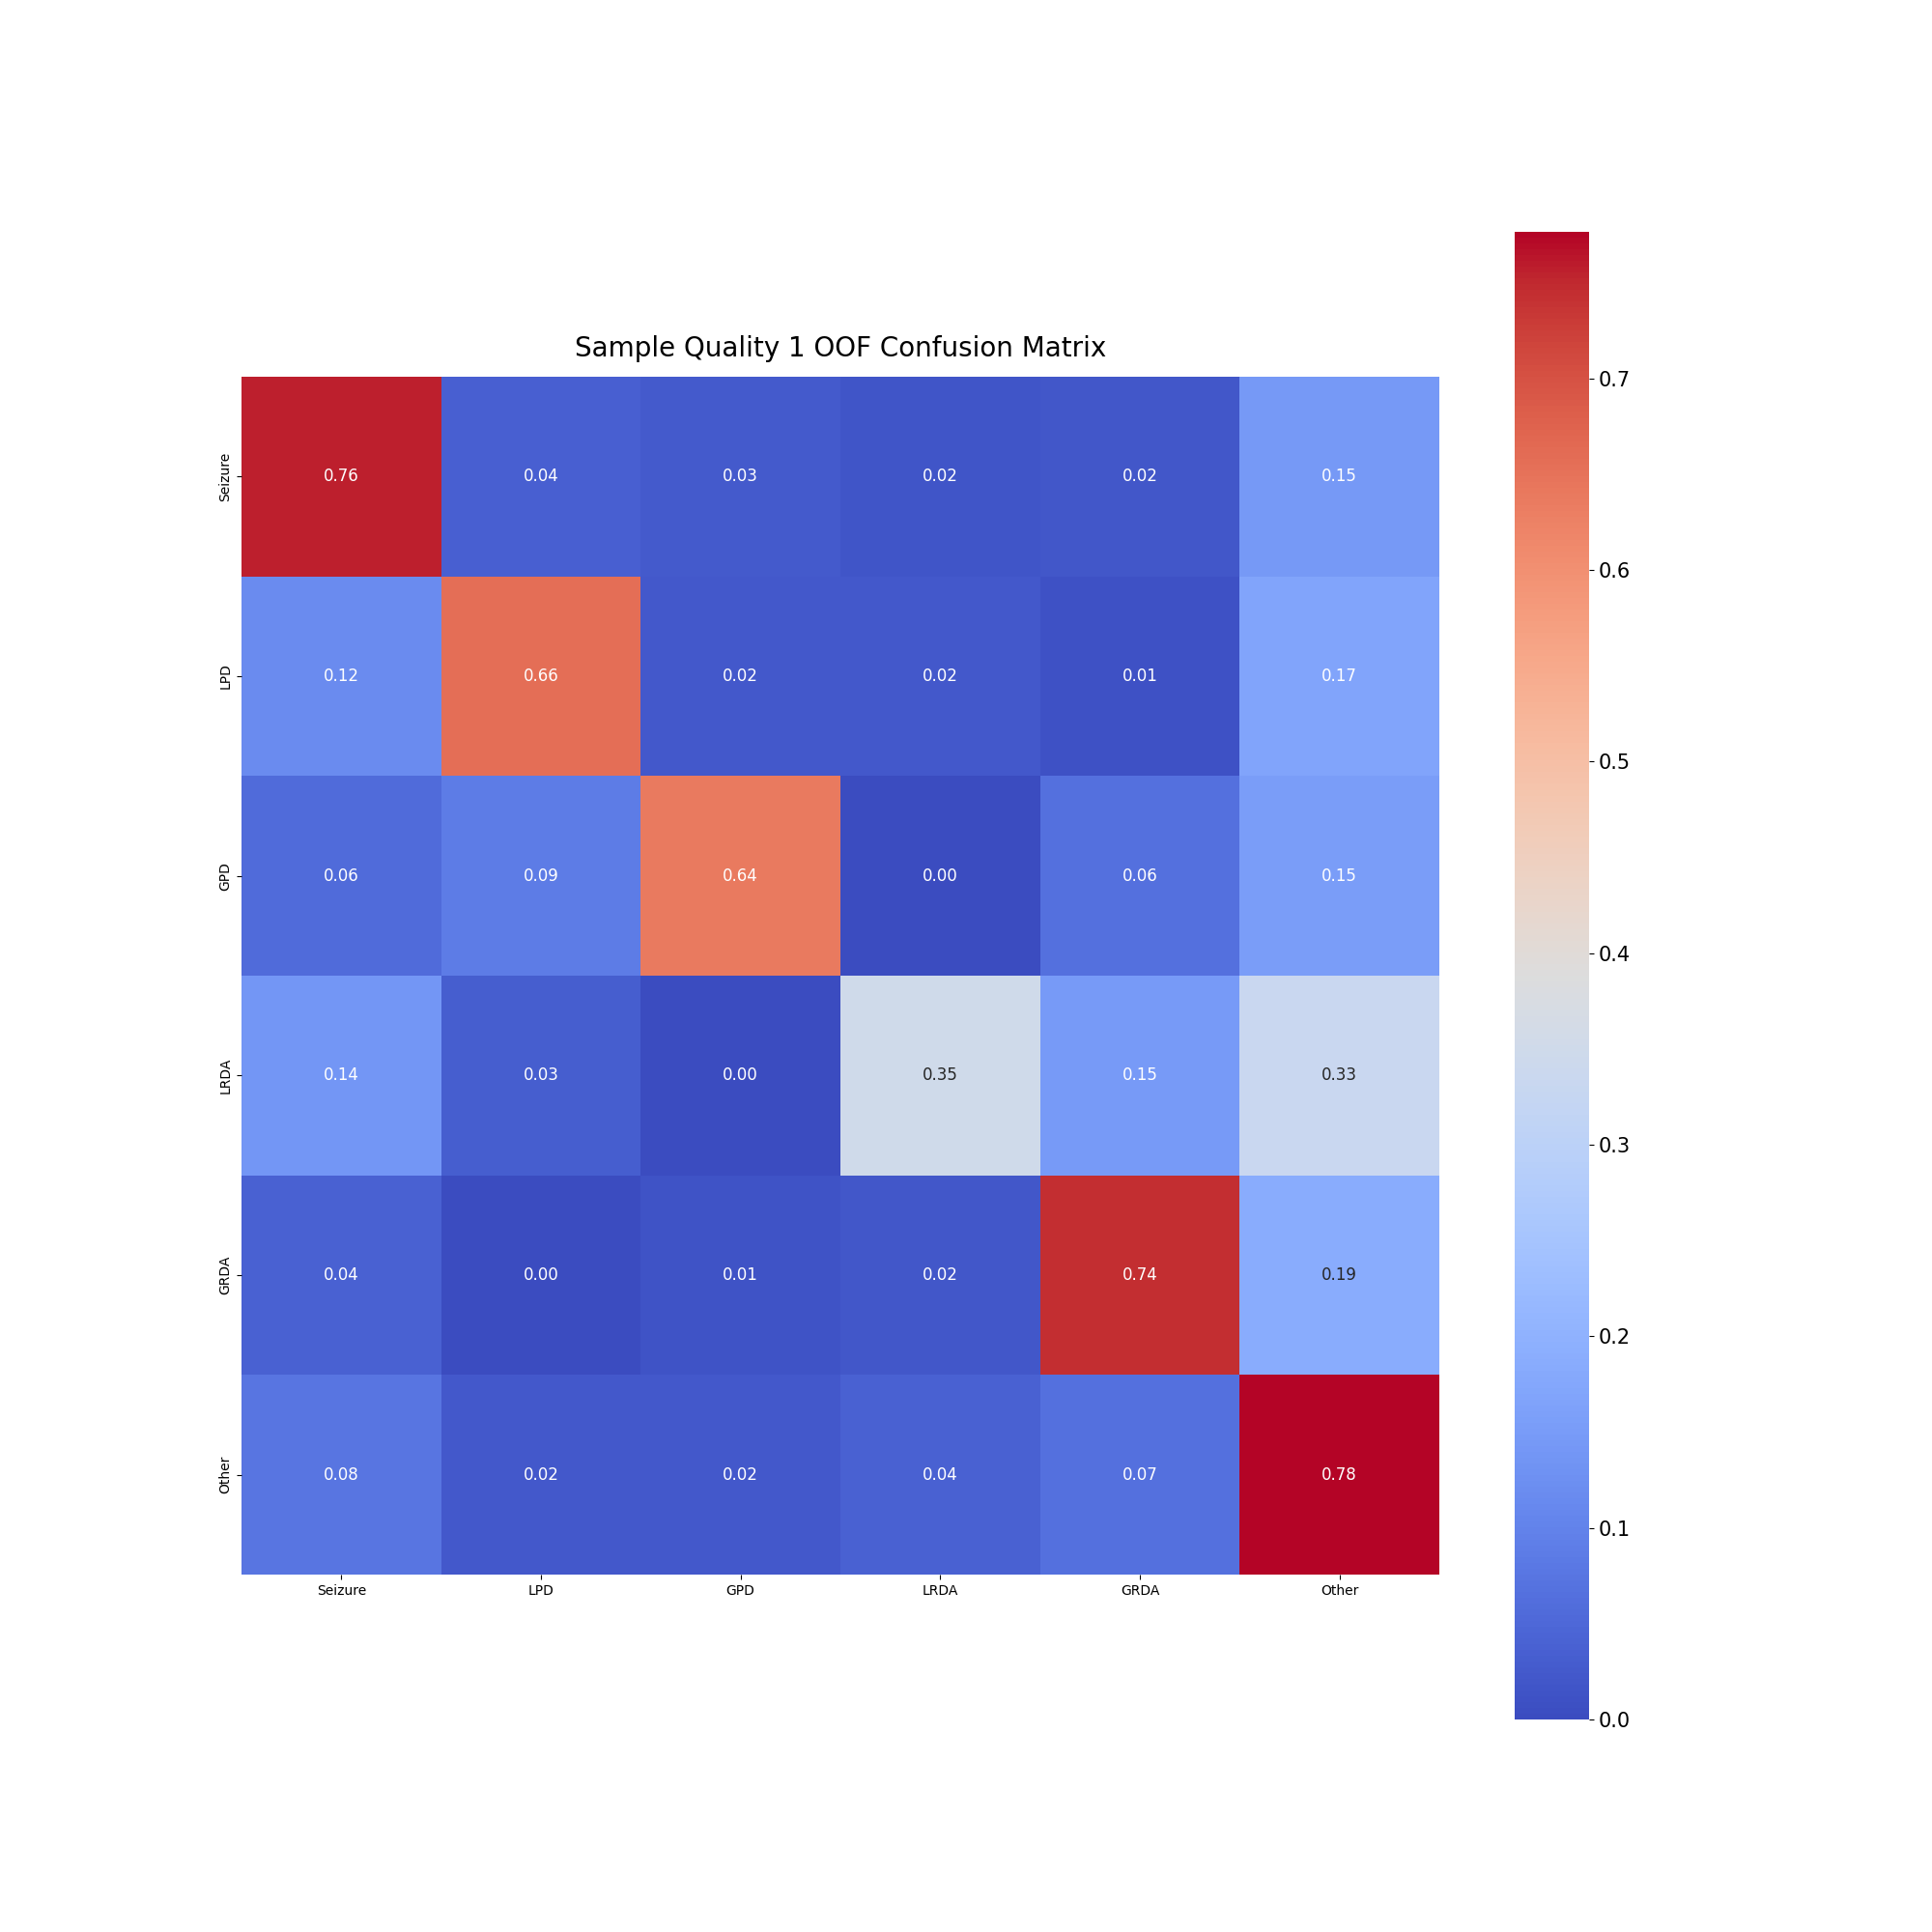 Sample Quality 1 OOF Confusion Matrix
Seizure 0.76 0.04 0.03 0.02 0.02 0.15
LPD 0.12 0.66 0.02 0.02 0.01 0.17
GPD 0.06 0.09 0.64 0.00 0.06 0.15
LRDA 0.14 0.03 0.00 0.35 0.15 0.33
GRDA 0.04 0.00 0.01 0.02 0.74 0.19
Other 0.08 0.02 0.02 0.04 0.07 0.78
Seizure LPD GPD LRDA GRDA Other
0.7
0.6
0.5
0.4
0.3
0.2
0.1
0.0